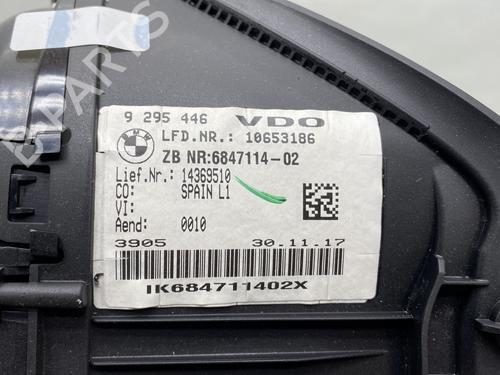 9 295 446 VDO
LFD.NR.: 10653186
ZB NR:6847114-02
Lief.Nr.: 14369510
CO: SPAIN L1
VI:
Aend: 0010
3905 30.11.17
IK684711402X